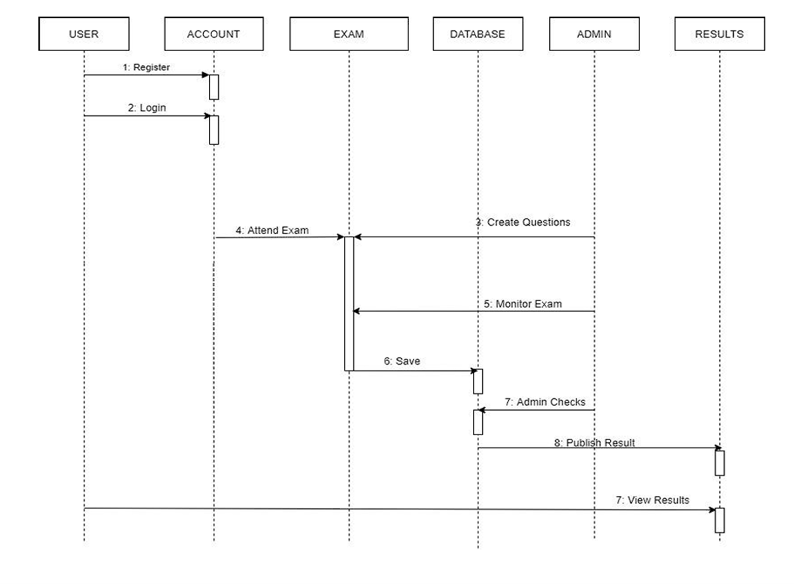 USER
ACCOUNT
EXAM
DATABASE
ADMIN
RESULTS
1: Register
2: Login
3: Create Questions
4: Attend Exam
5: Monitor Exam
6: Save
7: Admin Checks
8: Publish Result
7: View Results